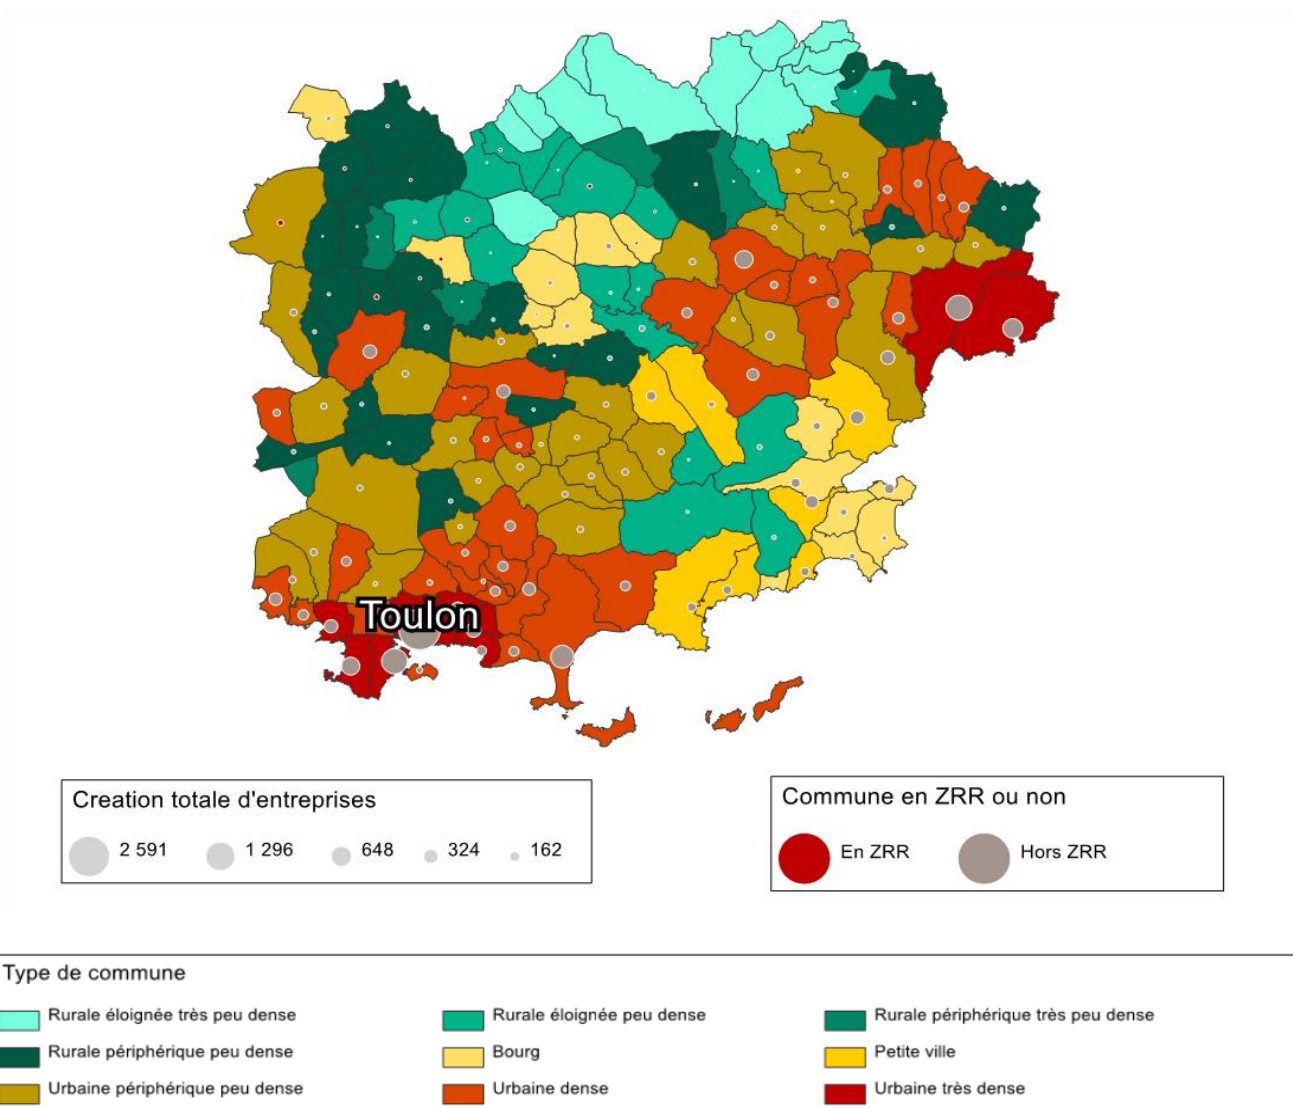 Toulon
Creation totale d'entreprises
2 591 1 296 648 324 162
Commune en ZRR ou non
En ZRR Hors ZRR
Type de commune
Rurale éloignée très peu dense Rurale éloignée peu dense Rurale périphérique très peu dense
Rurale périphérique peu dense Bourg Petite ville
Urbaine périphérique peu dense Urbaine dense Urbaine très dense